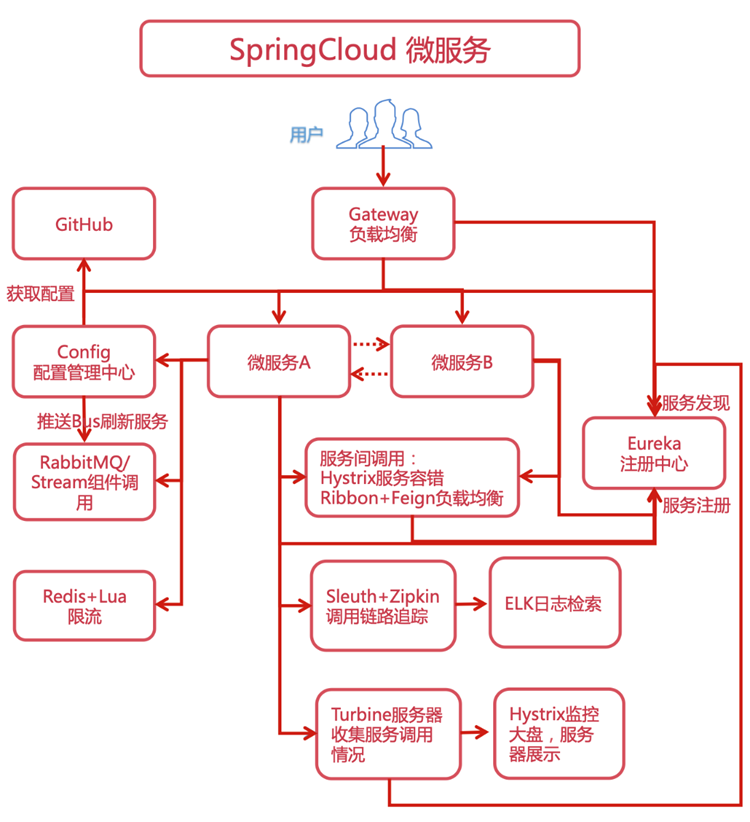 SpringCloud 微服务
用户
GitHub
Gateway
负载均衡
获取配置
Config
配置管理中心
微服务A
微服务B
服务发现
推送Bus刷新服务
RabbitMQ/
Stream组件调
用
服务间调用：
Hystrix服务容错
Ribbon+Feign负载均衡
Eureka
注册中心
服务注册
Redis+Lua
限流
Sleuth+Zipkin
调用链路追踪
ELK日志检索
Turbine服务器
收集服务调用
情况
Hystrix监控
大盘，服务
器展示